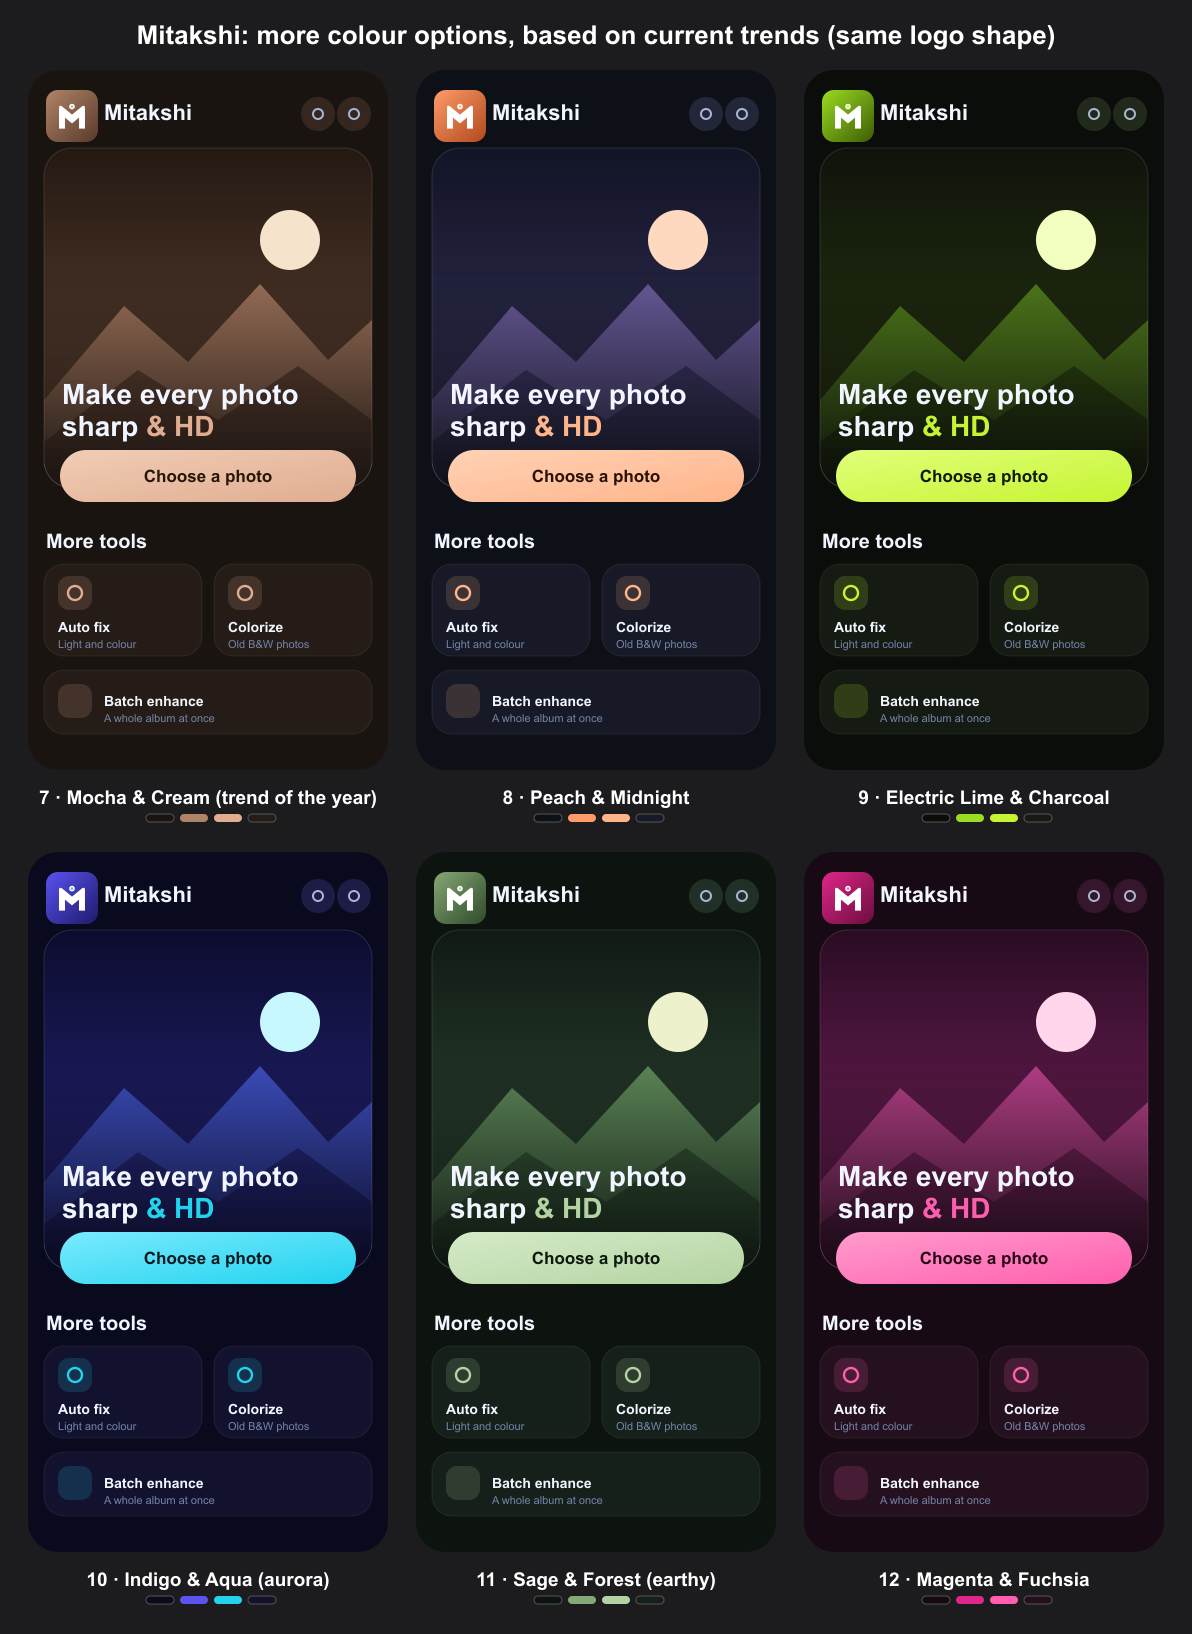 Mitakshi: more colour options, based on current trends (same logo shape)
Mitakshi
Make every photo
sharp & HD
Choose a photo
More tools
Auto fix
Light and colour
Colorize
Old B&W photos
Batch enhance
A whole album at once
7 · Mocha & Cream (trend of the year)
Mitakshi
Make every photo
sharp & HD
Choose a photo
More tools
Auto fix
Light and colour
Colorize
Old B&W photos
Batch enhance
A whole album at once
8 · Peach & Midnight
Mitakshi
Make every photo
sharp & HD
Choose a photo
More tools
Auto fix
Light and colour
Colorize
Old B&W photos
Batch enhance
A whole album at once
9 · Electric Lime & Charcoal
Mitakshi
Make every photo
sharp & HD
Choose a photo
More tools
Auto fix
Light and colour
Colorize
Old B&W photos
Batch enhance
A whole album at once
10 · Indigo & Aqua (aurora)
Mitakshi
Make every photo
sharp & HD
Choose a photo
More tools
Auto fix
Light and colour
Colorize
Old B&W photos
Batch enhance
A whole album at once
11 · Sage & Forest (earthy)
Mitakshi
Make every photo
sharp & HD
Choose a photo
More tools
Auto fix
Light and colour
Colorize
Old B&W photos
Batch enhance
A whole album at once
12 · Magenta & Fuchsia